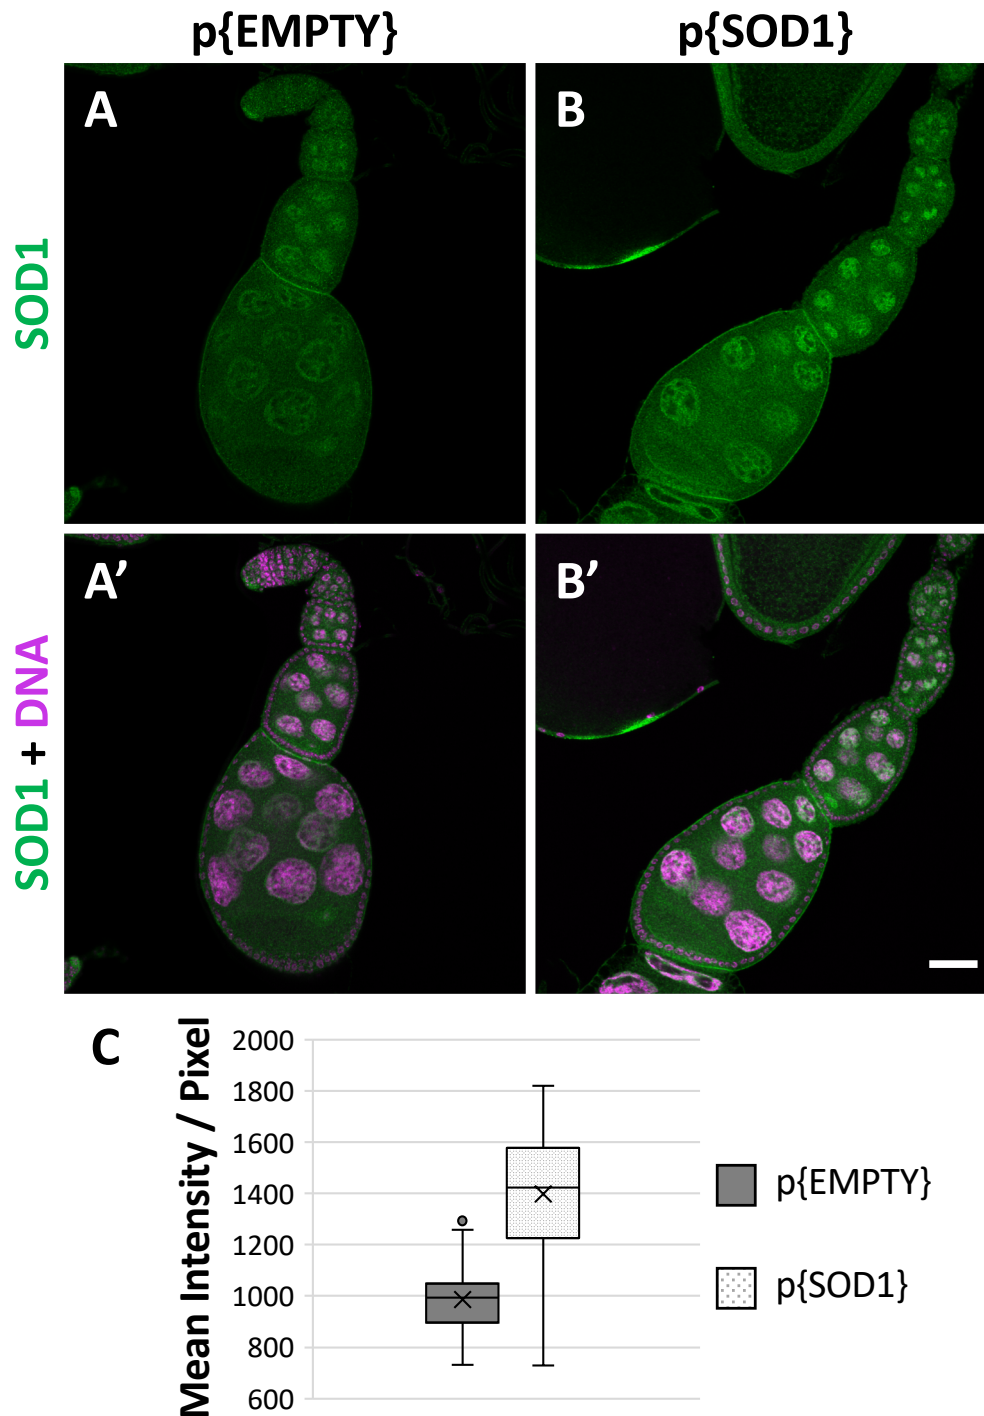 p{EMPTY}
p{SOD1}
A
B
SOD1
A’
B’
SOD1 + DNA
C
Mean Intensity / Pixel
2000
1800
1600
1400
1200
1000
800
600
p{EMPTY}
p{SOD1}